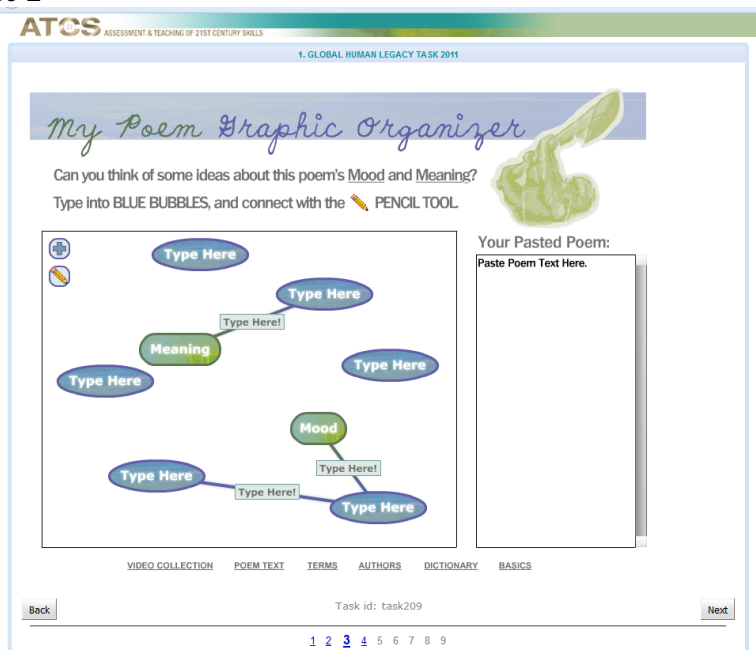 ATCS ASSESSMENT & TEACHING OF 21ST CENTURY SKILLS
1. GLOBAL HUMAN LEGACY TASK 2011
My Poem Graphic Organizer
Can you think of some ideas about this poem's Mood and Meaning?
Type into BLUE BUBBLES, and connect with the PENCIL TOOL.
Your Pasted Poem:
Paste Poem Text Here.
Type Here
Type Here
Type Here!
Meaning
Type Here
Type Here
Mood
Type Here!
Type Here
Type Here!
Type Here
VIDEO COLLECTION POEM TEXT TERMS AUTHORS DICTIONARY BASICS
Back Task id: task209 Next
1 2 3 4 5 6 7 8 9